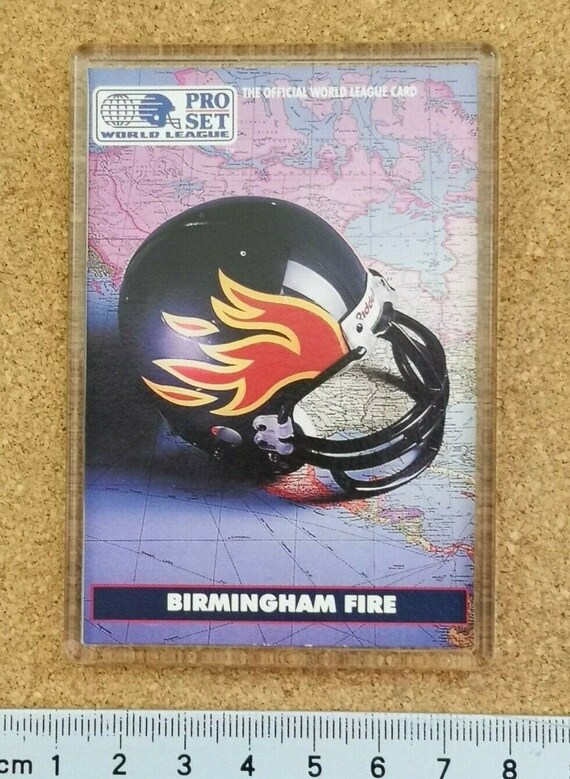 PRO
SET
WORLD LEAGUE
THE OFFICIAL WORLD LEAGUE CARD
Riddell
BIRMINGHAM FIRE
cm 1 2 3 4 5 6 7 8